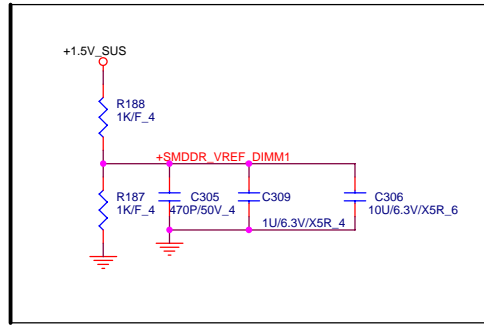 +1.5V_SUS
R188
1K/F_4
+SMDDR_VREF_DIMM1
R187
1K/F_4
C305
470P/50V_4
C309
1U/6.3V/X5R_4
C306
10U/6.3V/X5R_6